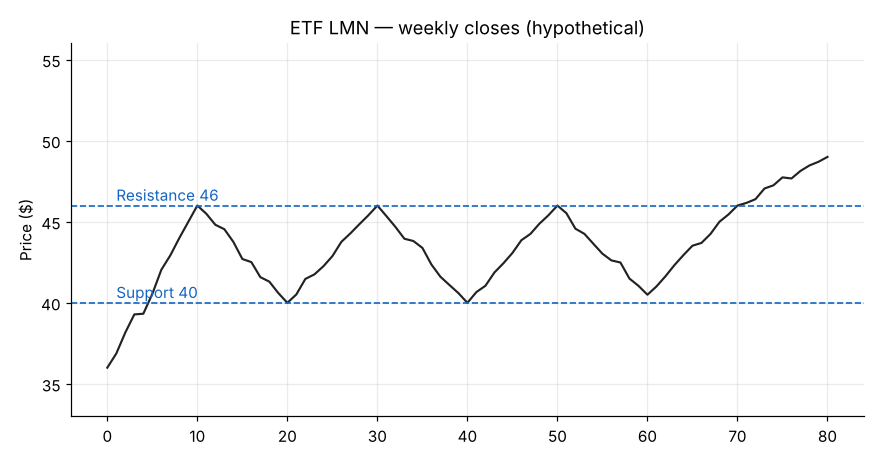 ETF LMN — weekly closes (hypothetical)
Price ($)
55
50
45
40
35
Resistance 46
Support 40
0 10 20 30 40 50 60 70 80